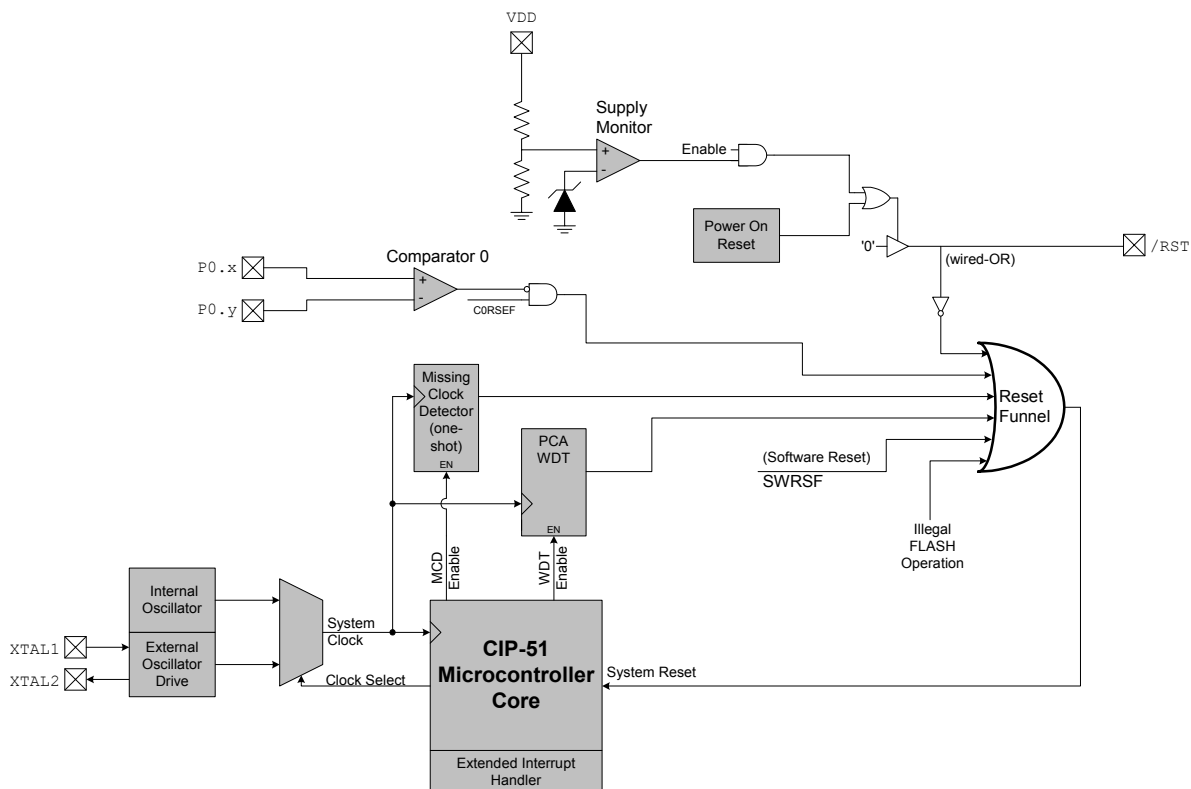 VDD
Supply
Monitor
+
-
Enable
Power On
Reset
'0'
(wired-OR)
/RST
P0.x
P0.y
Comparator 0
+
-
C0RSEF
Missing
Clock
Detector
(one-
shot)
EN
PCA
WDT
EN
(Software Reset)
SWRSF
Reset
Funnel
Illegal
FLASH
Operation
MCD
Enable
WDT
Enable
Internal
Oscillator
External
Oscillator
Drive
XTAL1
XTAL2
System
Clock
Clock Select
CIP-51
Microcontroller
Core
System Reset
Extended Interrupt
Handler